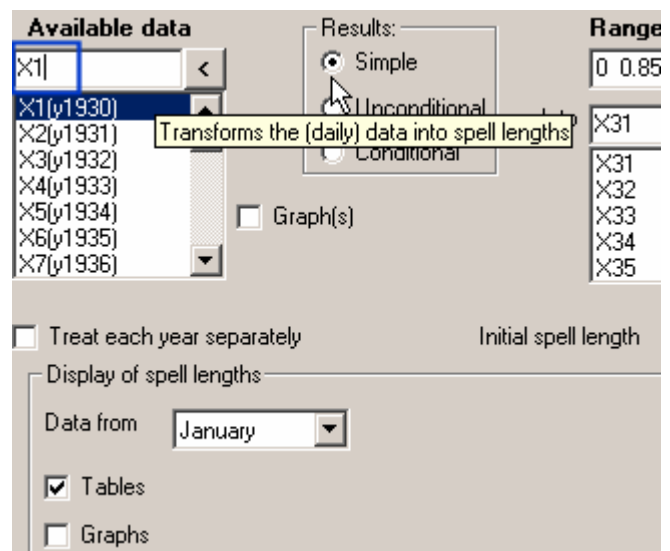 Available data
Results:
Range
X1
<
Simple
0 0.85
X1(y1930)
Unconditional
X31
X2(y1931)
Transforms the (daily) data into spell lengths
X3(y1932)
Conditional
X31
X4(y1933)
X32
X5(y1934)
Graph(s)
X33
X6(y1935)
X34
X7(y1936)
X35
Treat each year separately
Initial spell length
Display of spell lengths
Data from
January
Tables
Graphs